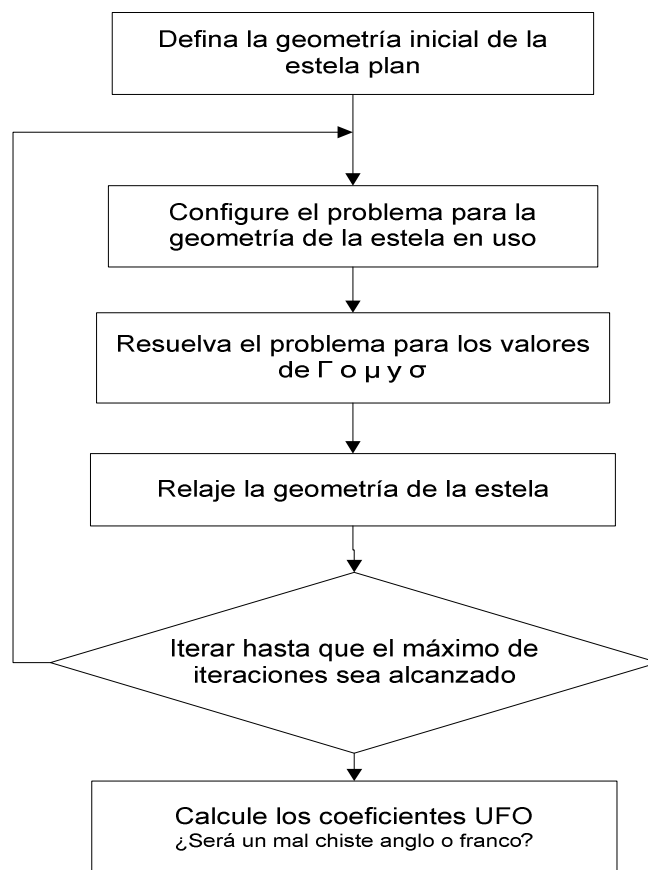 Defina la geometría inicial de la
estela plan
Configure el problema para la
geometría de la estela en uso
Resuelva el problema para los valores
de Γ o μ y σ
Relaje la geometría de la estela
Iterar hasta que el máximo de
iteraciones sea alcanzado
Calcule los coeficientes UFO
¿Será un mal chiste anglo o franco?